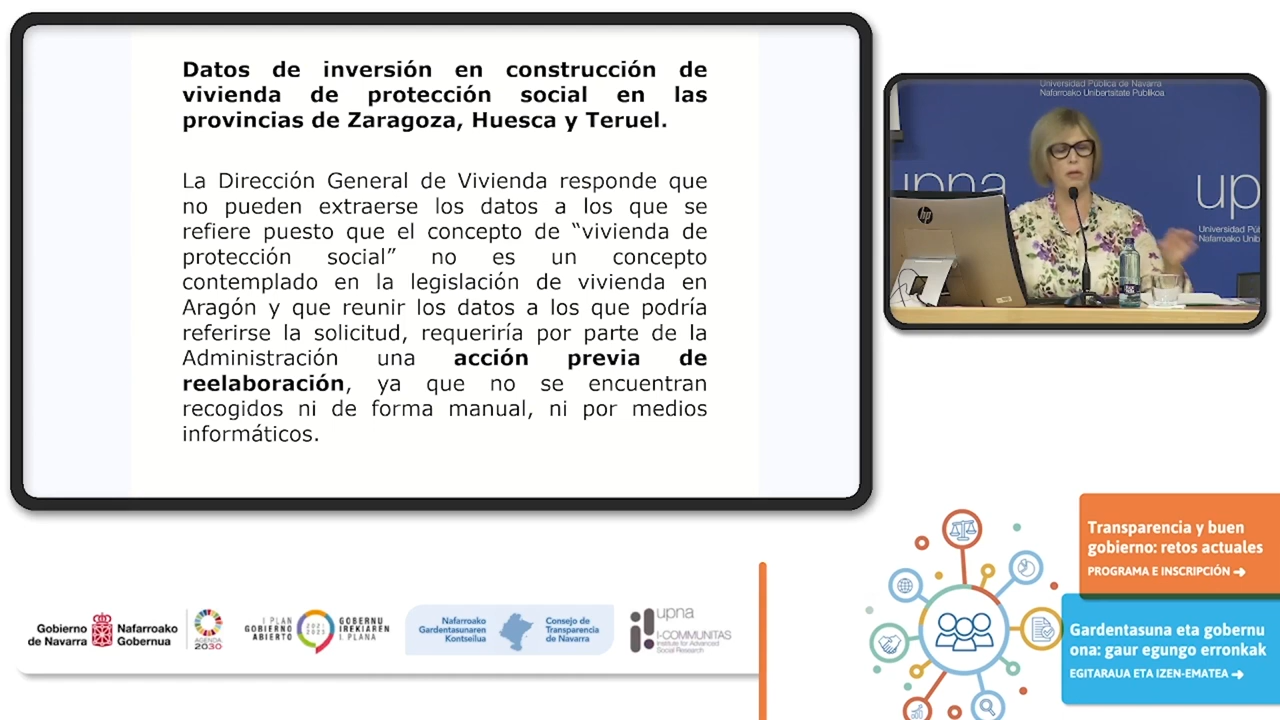 Datos de inversión en construcción de
vivienda de protección social en las
provincias de Zaragoza, Huesca y Teruel.
La Dirección General de Vivienda responde que
no pueden extraerse los datos a los que se
refiere puesto que el concepto de “vivienda de
protección social” no es un concepto
contemplado en la legislación de vivienda en
Aragón y que reunir los datos a los que podría
referirse la solicitud, requeriría por parte de la
Administración una acción previa de
reelaboración, ya que no se encuentran
recogidos ni de forma manual, ni por medios
informáticos.
Universidad Pública de Navarra
Nafarroako Unibertsitate Publikoa
upna
hp
up
Universidad Púb
Nafarroako Unib
Transparencia y buen
gobierno: retos actuales
PROGRAMA E INSCRIPCIÓN ➔
Gardentasuna eta gobernu
ona: gaur egungo erronkak
EGITARAUA ETA IZEN-EMATEA ➔
Gobierno
de Navarra
Nafarroako
Gobernua
AGENDA
2030
I PLAN
GOBIERNO
ABIERTO
2021
GOBERNU
IREKIAREN
I. PLANA
Nafarroako
Gardentasunaren
Kontseilua
Consejo de
Transparencia
de Navarra
upna
I-COMMUNITAS
Institute for Advanced
Social Research